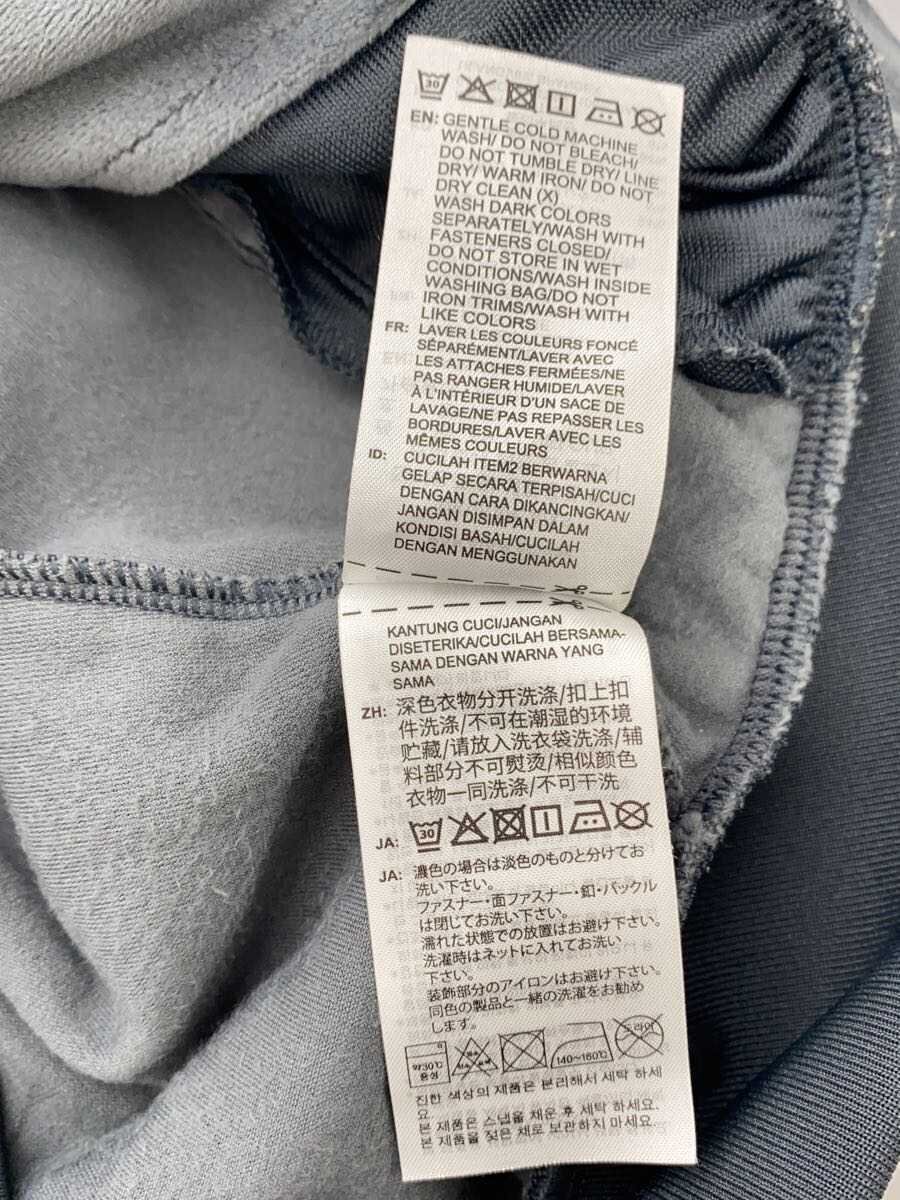 30
EN: GENTLE COLD MACHINE
WASH/ DO NOT BLEACH/
DO NOT TUMBLE DRY/ LINE
DRY/ WARM IRON/ DO NOT
DRY CLEAN (X)
WASH DARK COLORS
SEPARATELY/WASH WITH
FASTENERS CLOSED/
DO NOT STORE IN WET
CONDITIONS/WASH INSIDE
WASHING BAG/DO NOT
IRON TRIMS/WASH WITH
LIKE COLORS
FR: LAVER LES COULEURS FONCÉ
SÉPARÉMENT/LAVER AVEC
LES ATTACHES FERMÉES/NE
PAS RANGER HUMIDE/LAVER
À L'INTÉRIEUR D'UN SACE DE
LAVAGE/NE PAS REPASSER LES
BORDURES/LAVER AVEC LES
MÊMES COULEURS
ID: CUCILAH ITEM2 BERWARNA
GELAP SECARA TERPISAH/CUCI
DENGAN CARA DIKANCINGKAN/
JANGAN DISIMPAN DALAM
KONDISI BASAH/CUCILAH
DENGAN MENGGUNAKAN
KANTUNG CUCI/JANGAN
DISETERIKA/CUCILAH BERSAMA-
SAMA DENGAN WARNA YANG
SAMA
ZH: 深色衣物分开洗涤/扣上扣
件洗涤/不可在潮湿的环境
贮藏/请放入洗衣袋洗涤/辅
料部分不可熨烫/相似颜色
衣物一同洗涤/不可干洗
JA: 30
JA: 濃色の場合は淡色のものと分けてお
洗い下さい。
ファスナー・面ファスナー・釦・バックル
は閉じてお洗い下さい。
濡れた状態での放置はお避け下さい。
洗濯時はネットに入れてお洗い
下さい。
装飾部分のアイロンはお避け下さい。
同色の製品と一緒の洗濯をお勧め
します。
약30℃
중성
140~160℃
드라이
진한 색상의 제품은 분리해서 세탁 하세
요.
본 제품은 스냅을 채운 후 세탁 하세요.
본 제품을 젖은 채로 보관하지 마세요.